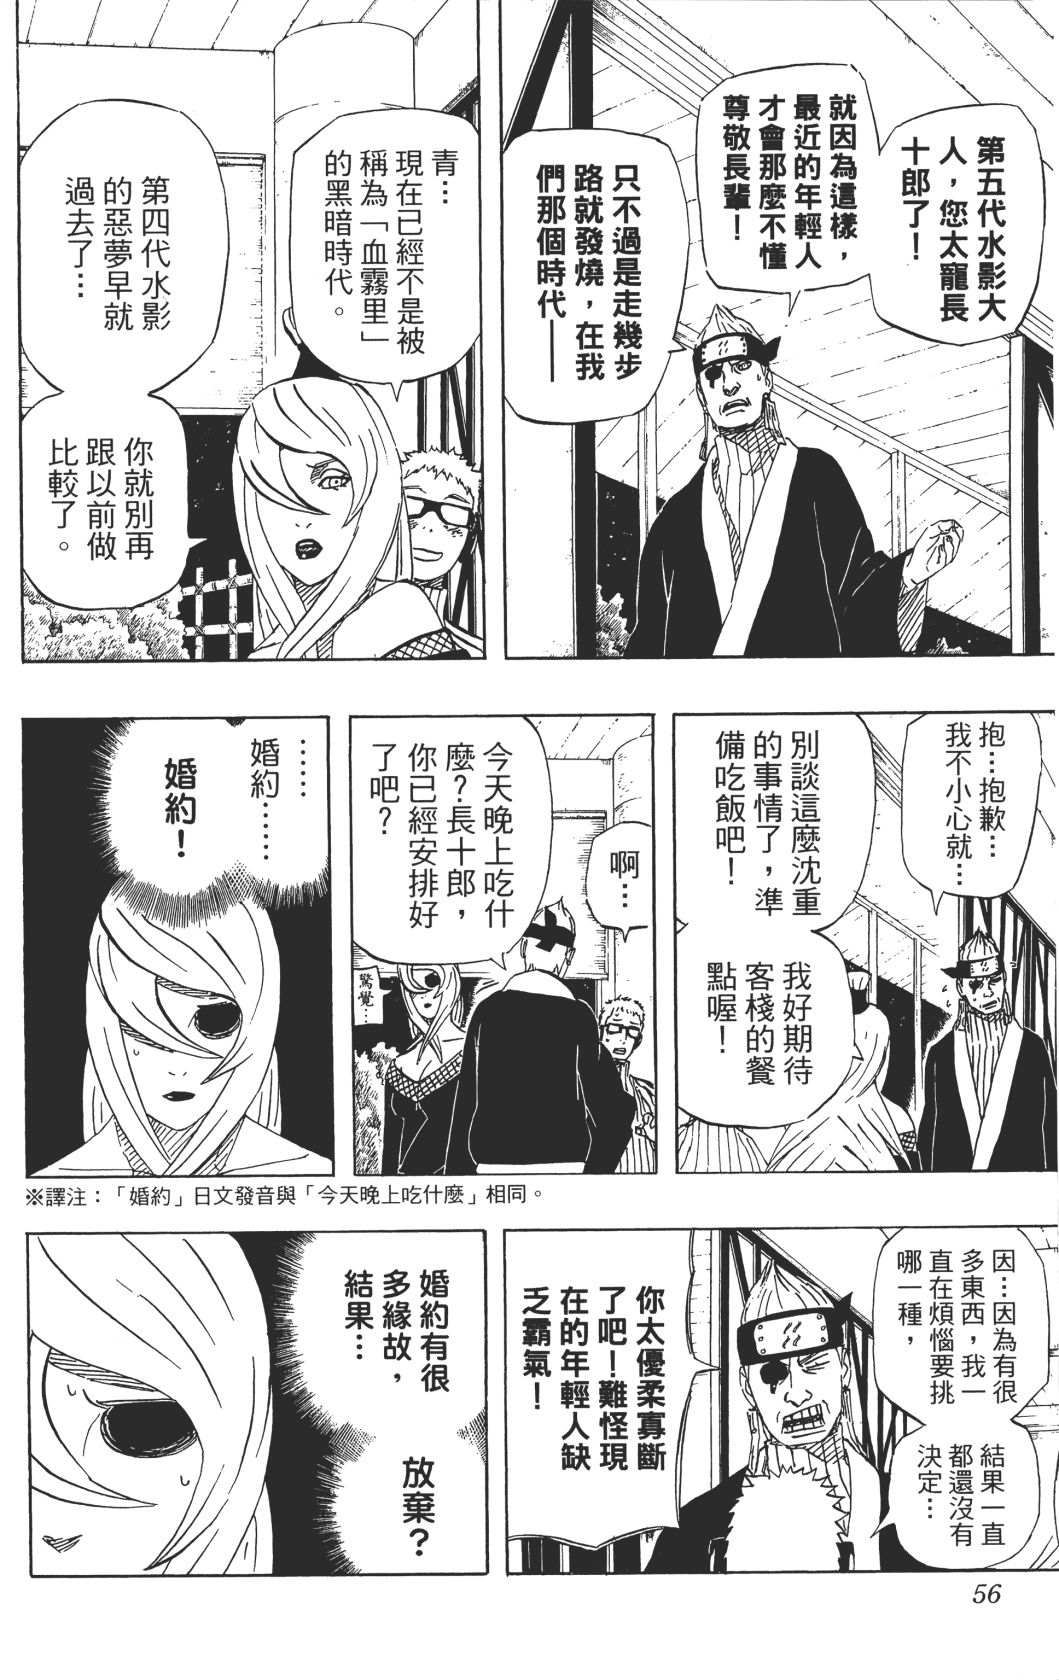 第五代水影大
人，您太寵長
十郎了！
就因為這樣，
最近的年輕人
才會那麼不懂
尊敬長輩！
只不過是走幾步
路就發燒，在我
們那個時代——
青…
現在已經不是被
稱為「血霧里」
的黑暗時代。
第四代水影
的惡夢早就
過去了…
你就別再
跟以前做
比較了。
抱…抱歉…
我不小心就…
別談這麼沈重
的事情了，準
備吃飯吧！
我好期待
客棧的餐
點喔！
啊…
今天晚上吃什
麼？長十郎，
你已經安排好
了吧？
驚覺…
……
婚約……
婚約！
※譯注：「婚約」日文發音與「今天晚上吃什麼」相同。
因…因為有很
多東西，我一
直在煩惱要挑
哪一種，
結果一直
都還沒有
決定…
你太優柔寡斷
了吧！難怪現
在的年輕人缺
乏霸氣！
婚約有很
多緣故，
結果…
放棄？
56